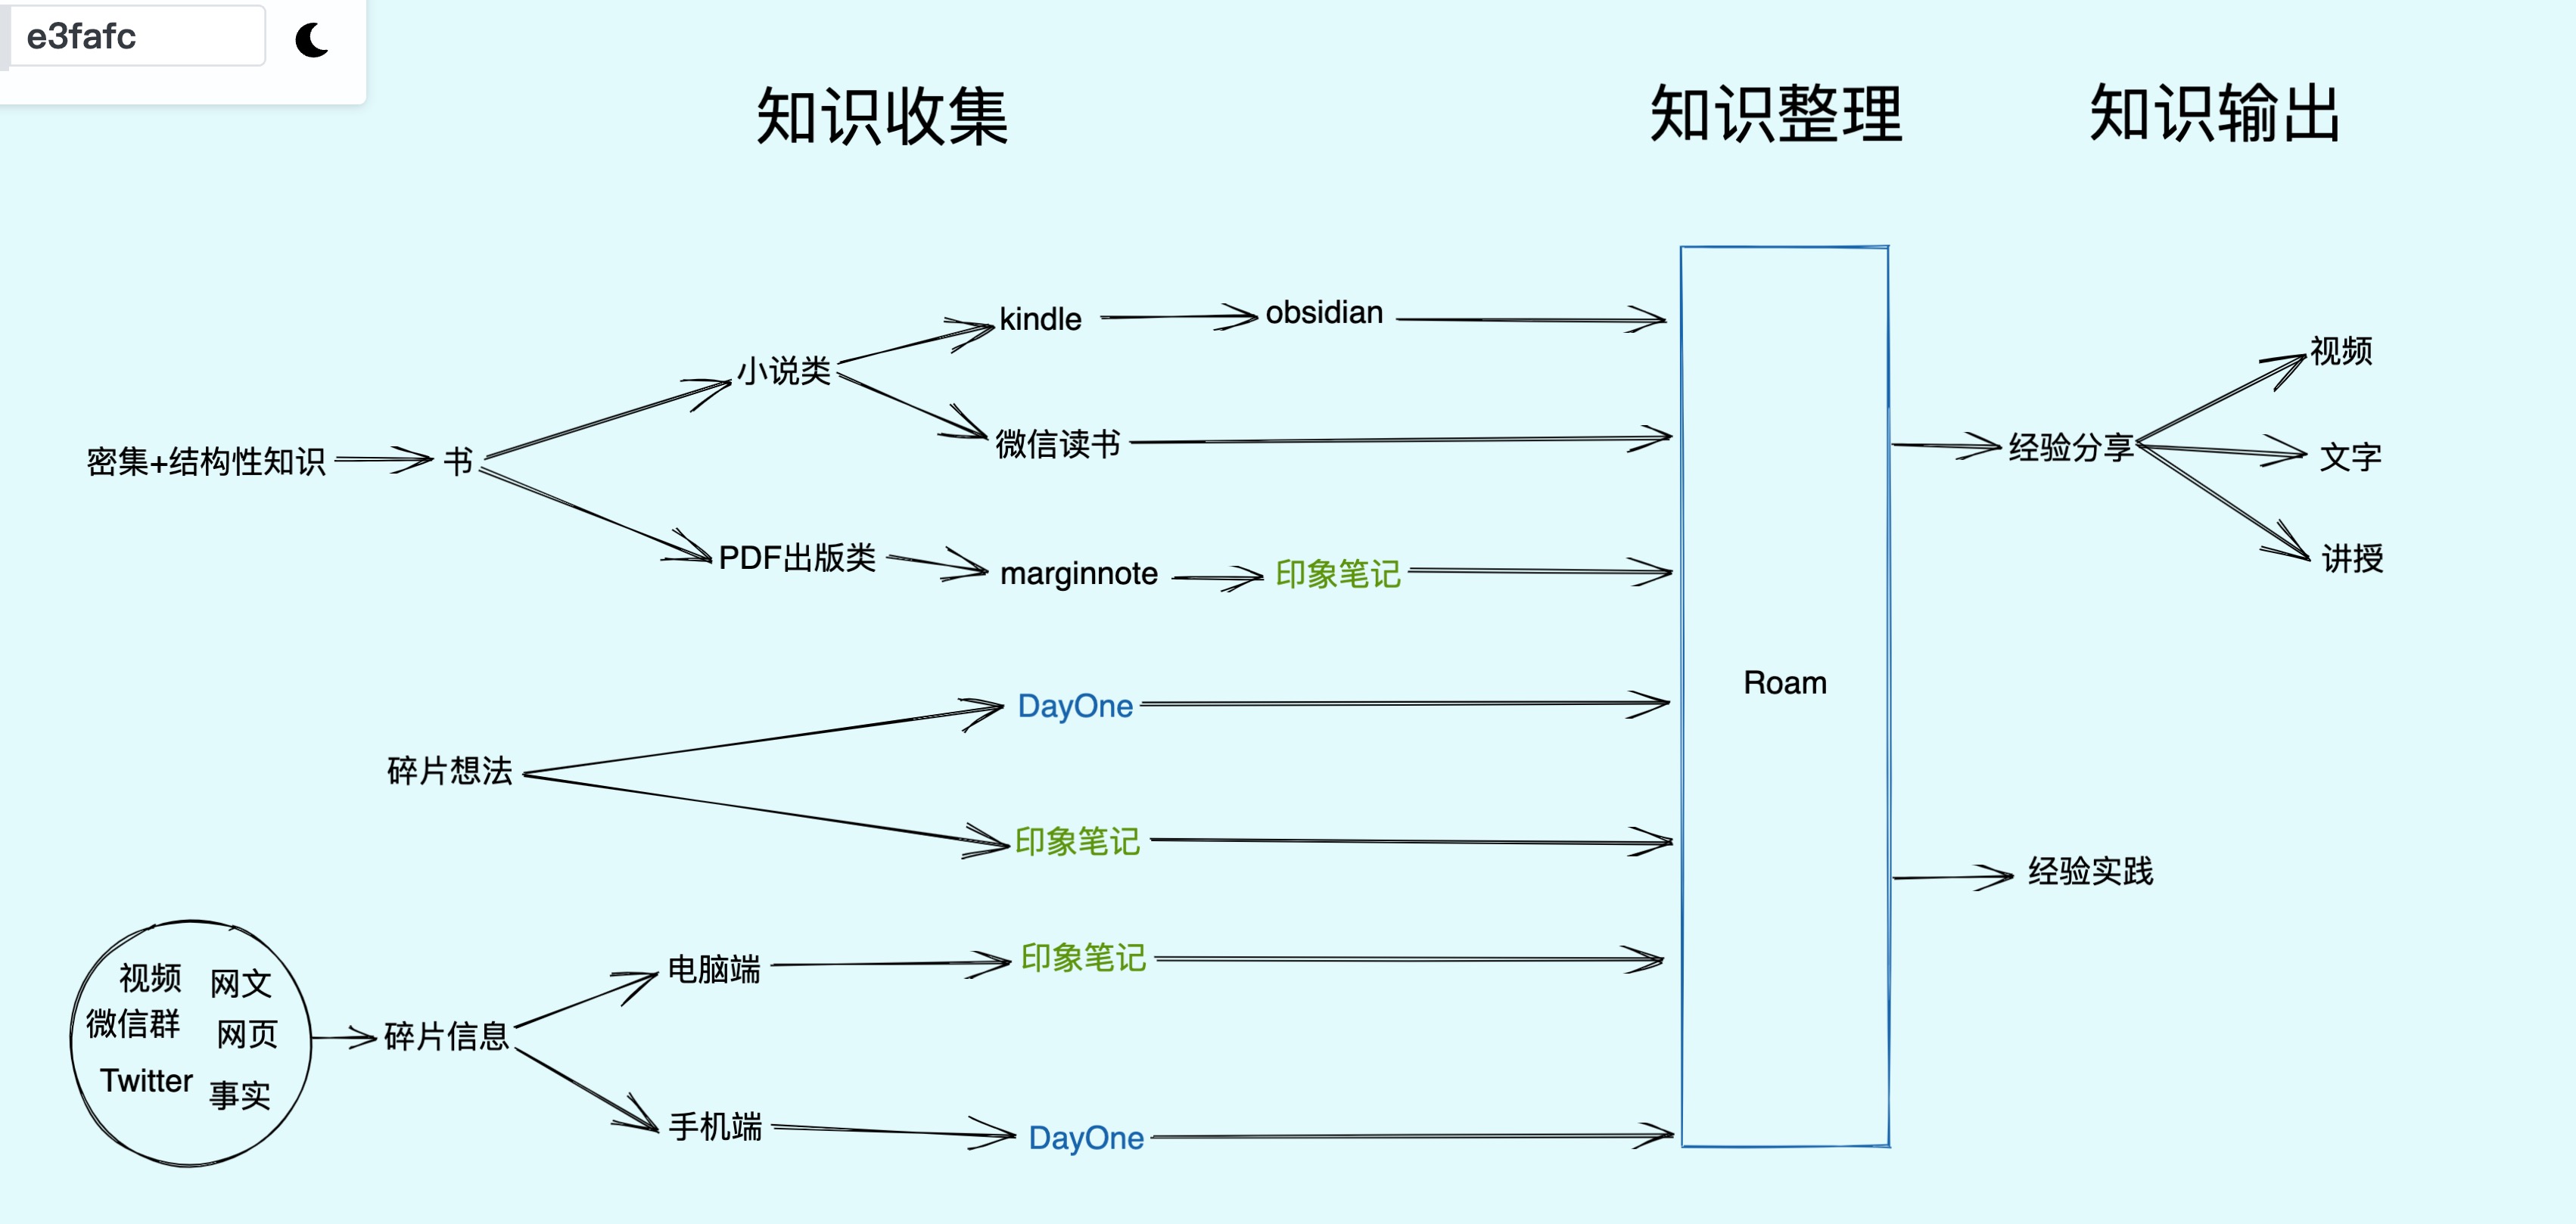 e3fafc
知识收集
知识整理
知识输出
kindle
obsidian
小说类
微信读书
密集+结构性知识
书
PDF出版类
marginnote
印象笔记
DayOne
碎片想法
印象笔记
Roam
经验分享
视频
文字
讲授
经验实践
视频 网文
微信群 网页
Twitter 事实
碎片信息
电脑端
印象笔记
手机端
DayOne